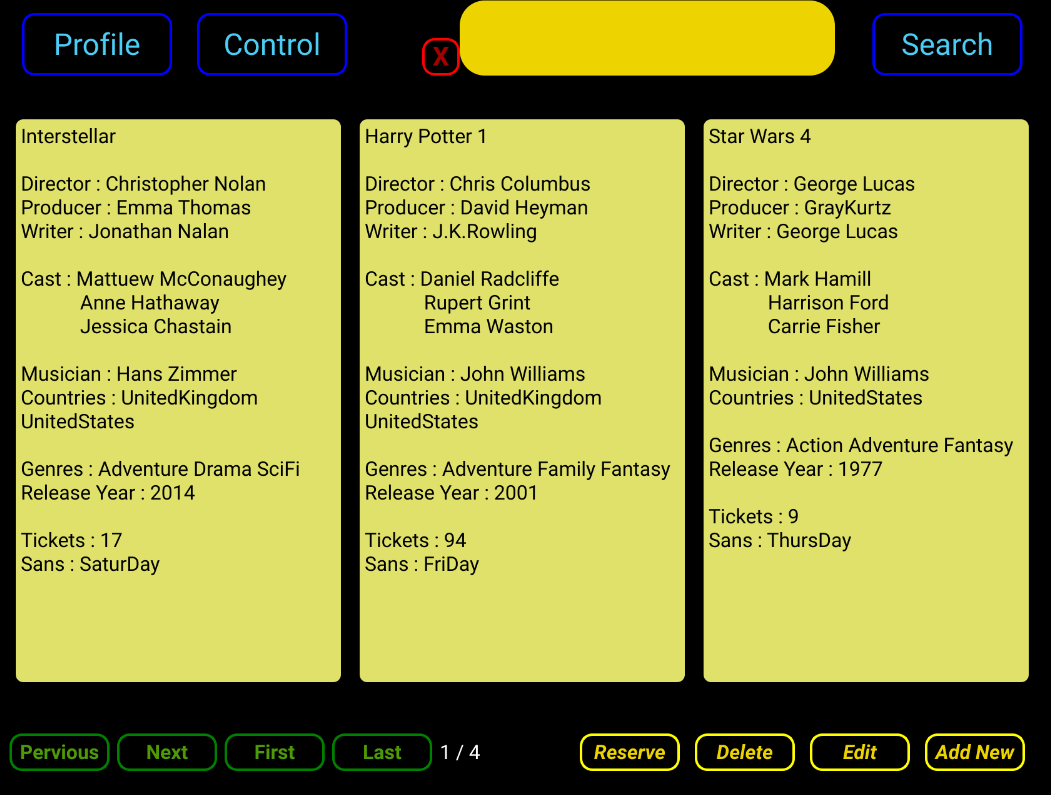 Profile
Control
X
Search
Interstellar
Director : Christopher Nolan
Producer : Emma Thomas
Writer : Jonathan Nalan
Cast : Mattuew McConaughey
Anne Hathaway
Jessica Chastain
Musician : Hans Zimmer
Countries : UnitedKingdom
UnitedStates
Genres : Adventure Drama SciFi
Release Year : 2014
Tickets : 17
Sans : SaturDay
Harry Potter 1
Director : Chris Columbus
Producer : David Heyman
Writer : J.K.Rowling
Cast : Daniel Radcliffe
Rupert Grint
Emma Waston
Musician : John Williams
Countries : UnitedKingdom
UnitedStates
Genres : Adventure Family Fantasy
Release Year : 2001
Tickets : 94
Sans : FriDay
Star Wars 4
Director : George Lucas
Producer : GrayKurtz
Writer : George Lucas
Cast : Mark Hamill
Harrison Ford
Carrie Fisher
Musician : John Williams
Countries : UnitedStates
Genres : Action Adventure Fantasy
Release Year : 1977
Tickets : 9
Sans : ThursDay
Pervious
Next
First
Last
1 / 4
Reserve
Delete
Edit
Add New